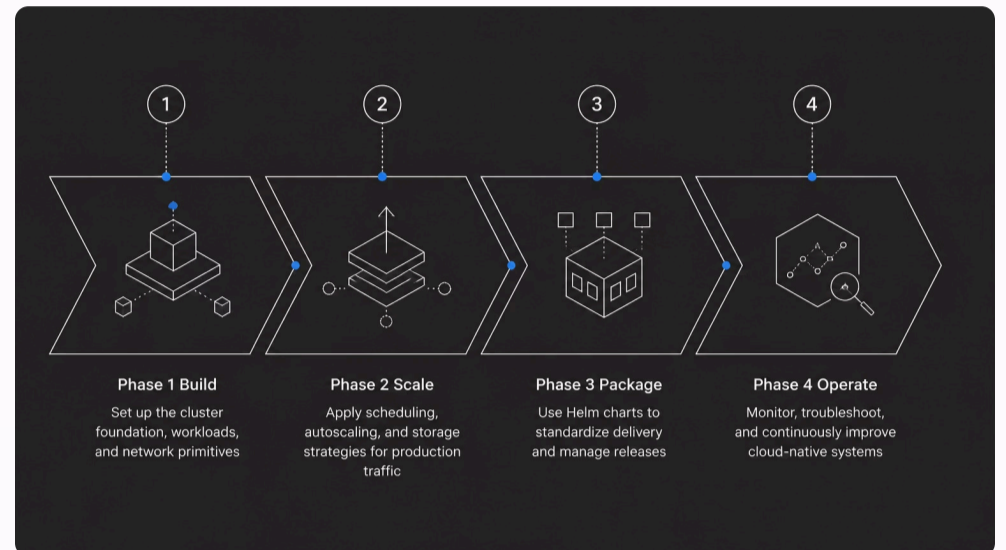 1
2
3
4
Phase 1 Build
Set up the cluster
foundation, workloads,
and network primitives
Phase 2 Scale
Apply scheduling,
autoscaling, and storage
strategies for production
traffic
Phase 3 Package
Use Helm charts to
standardize delivery
and manage releases
Phase 4 Operate
Monitor, troubleshoot,
and continuously improve
cloud-native systems